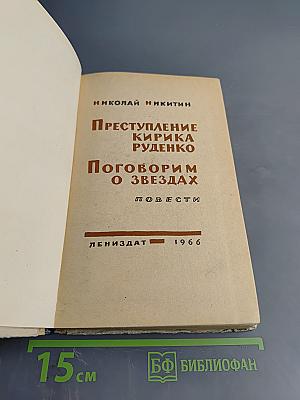 НИКОЛАЙ НИКИТИН
ПРЕСТУПЛЕНИЕ
КИРИКА
РУДЕНКО
ПОГОВОРИМ
О ЗВЕЗДАХ
ПОВЕСТИ
ЛЕНИЗДАТ — 1966
15 см
БФ БИБЛИОФАН